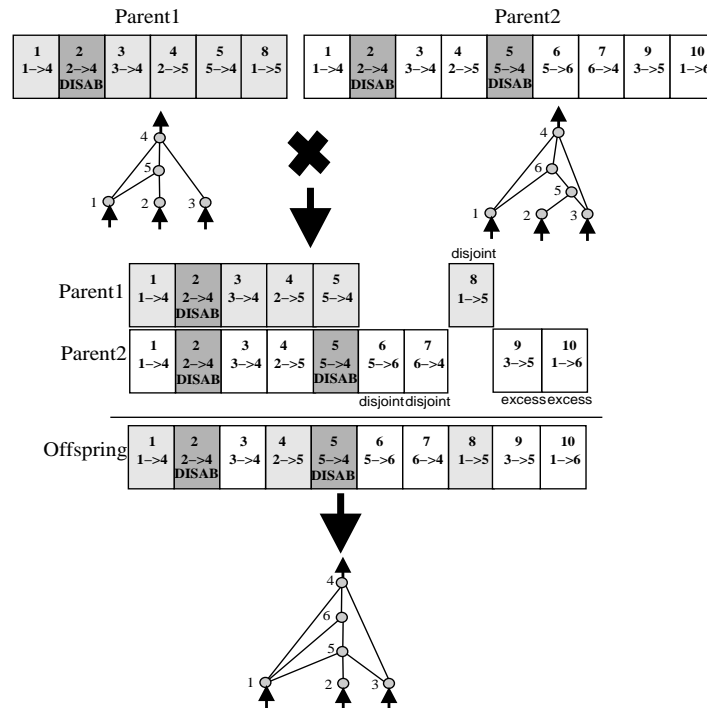 Parent1 Parent2
1 2 3 4 5 8
1->4 2->4 3->4 2->5 5->4 1->5
DISAB
1 2 3 4 5 6 7 9 10
1->4 2->4 3->4 2->5 5->4 5->6 6->4 3->5 1->6
DISAB DISAB
4
5
1 2 3
4
6
5
1 2 3
disjoint
Parent1
1 2 3 4 5 8
1->4 2->4 3->4 2->5 5->4 1->5
DISAB
Parent2
1 2 3 4 5 6 7 9 10
1->4 2->4 3->4 2->5 5->4 5->6 6->4 3->5 1->6
DISAB DISAB
disjoint disjoint excess excess
Offspring
1 2 3 4 5 6 7 8 9 10
1->4 2->4 3->4 2->5 5->4 5->6 6->4 1->5 3->5 1->6
DISAB DISAB
4
6
5
1 2 3